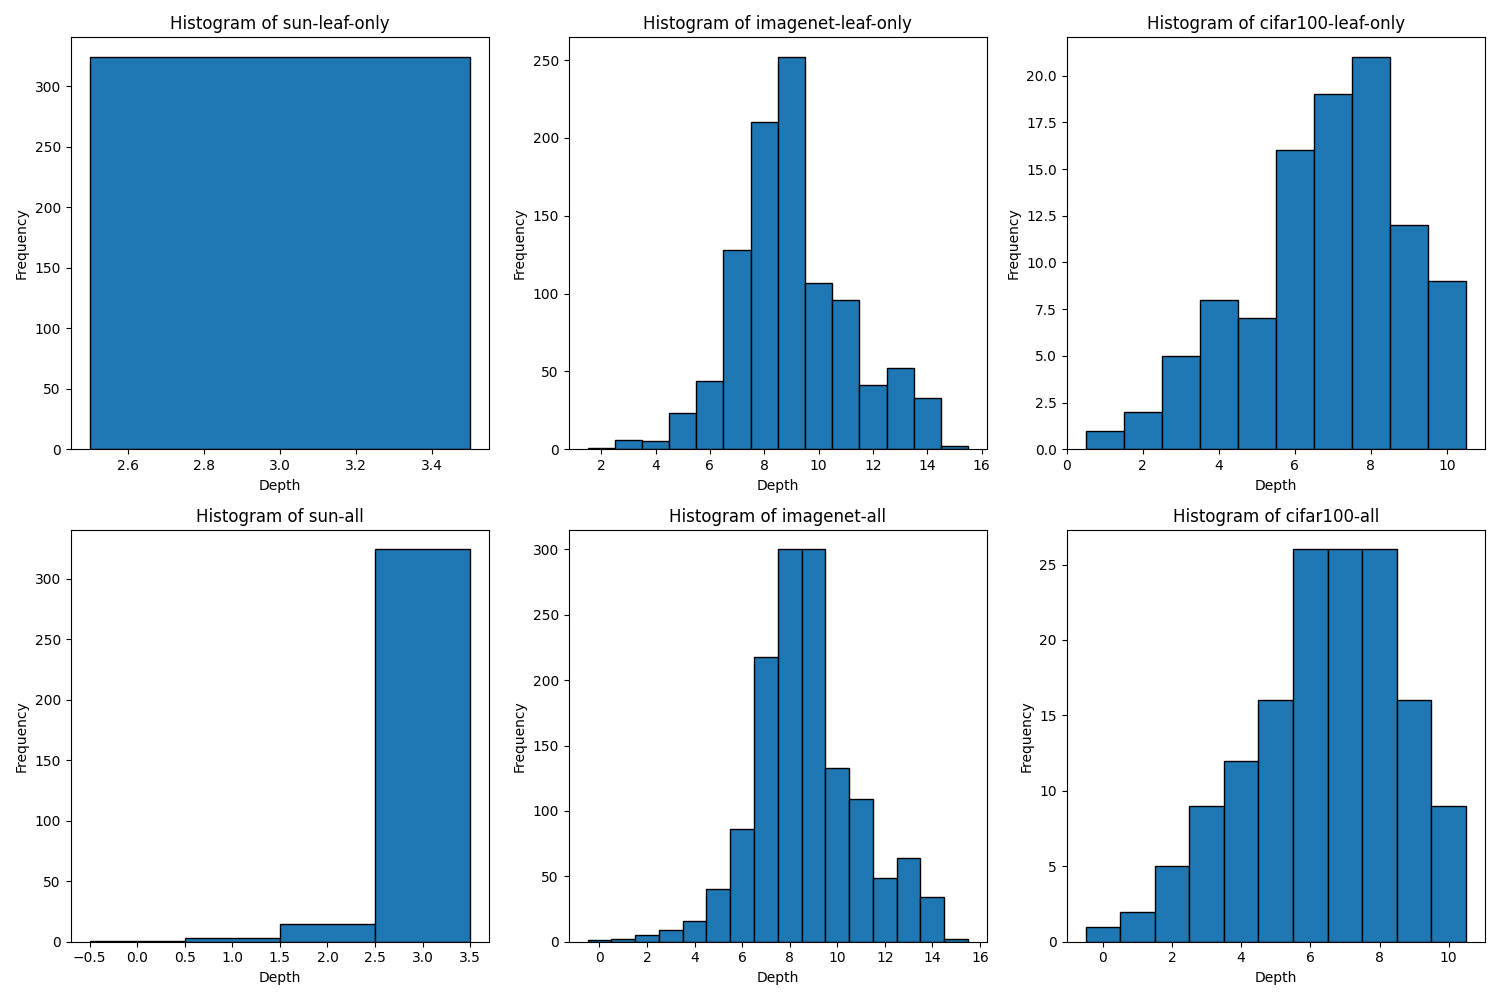 Histogram of sun-leaf-only
300
250
200
150
100
50
0
Frequency
2.6 2.8 3.0 3.2 3.4
Depth
Histogram of imagenet-leaf-only
250
200
150
100
50
0
Frequency
2 4 6 8 10 12 14 16
Depth
Histogram of cifar100-leaf-only
20.0
17.5
15.0
12.5
10.0
7.5
5.0
2.5
0.0
Frequency
0 2 4 6 8 10
Depth
Histogram of sun-all
300
250
200
150
100
50
0
Frequency
−0.5 0.0 0.5 1.0 1.5 2.0 2.5 3.0 3.5
Depth
Histogram of imagenet-all
300
250
200
150
100
50
0
Frequency
0 2 4 6 8 10 12 14 16
Depth
Histogram of cifar100-all
25
20
15
10
5
0
Frequency
0 2 4 6 8 10
Depth